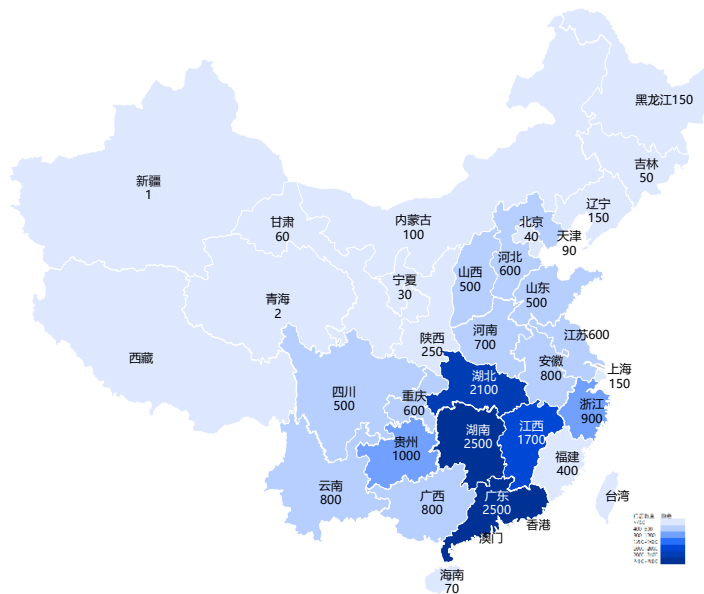 黑龙江150
吉林
50
辽宁
150
新疆
1
甘肃
60
内蒙古
100
北京
40
天津
90
河北
600
山西
500
宁夏
30
青海
2
山东
500
陕西
250
河南
700
江苏600
安徽
800
西藏
上海
150
湖北
2100
四川
500
重庆
600
浙江
900
湖南
2500
江西
1700
贵州
1000
福建
400
云南
800
广西
800
广东
2500
台湾
香港
澳门
海南
70